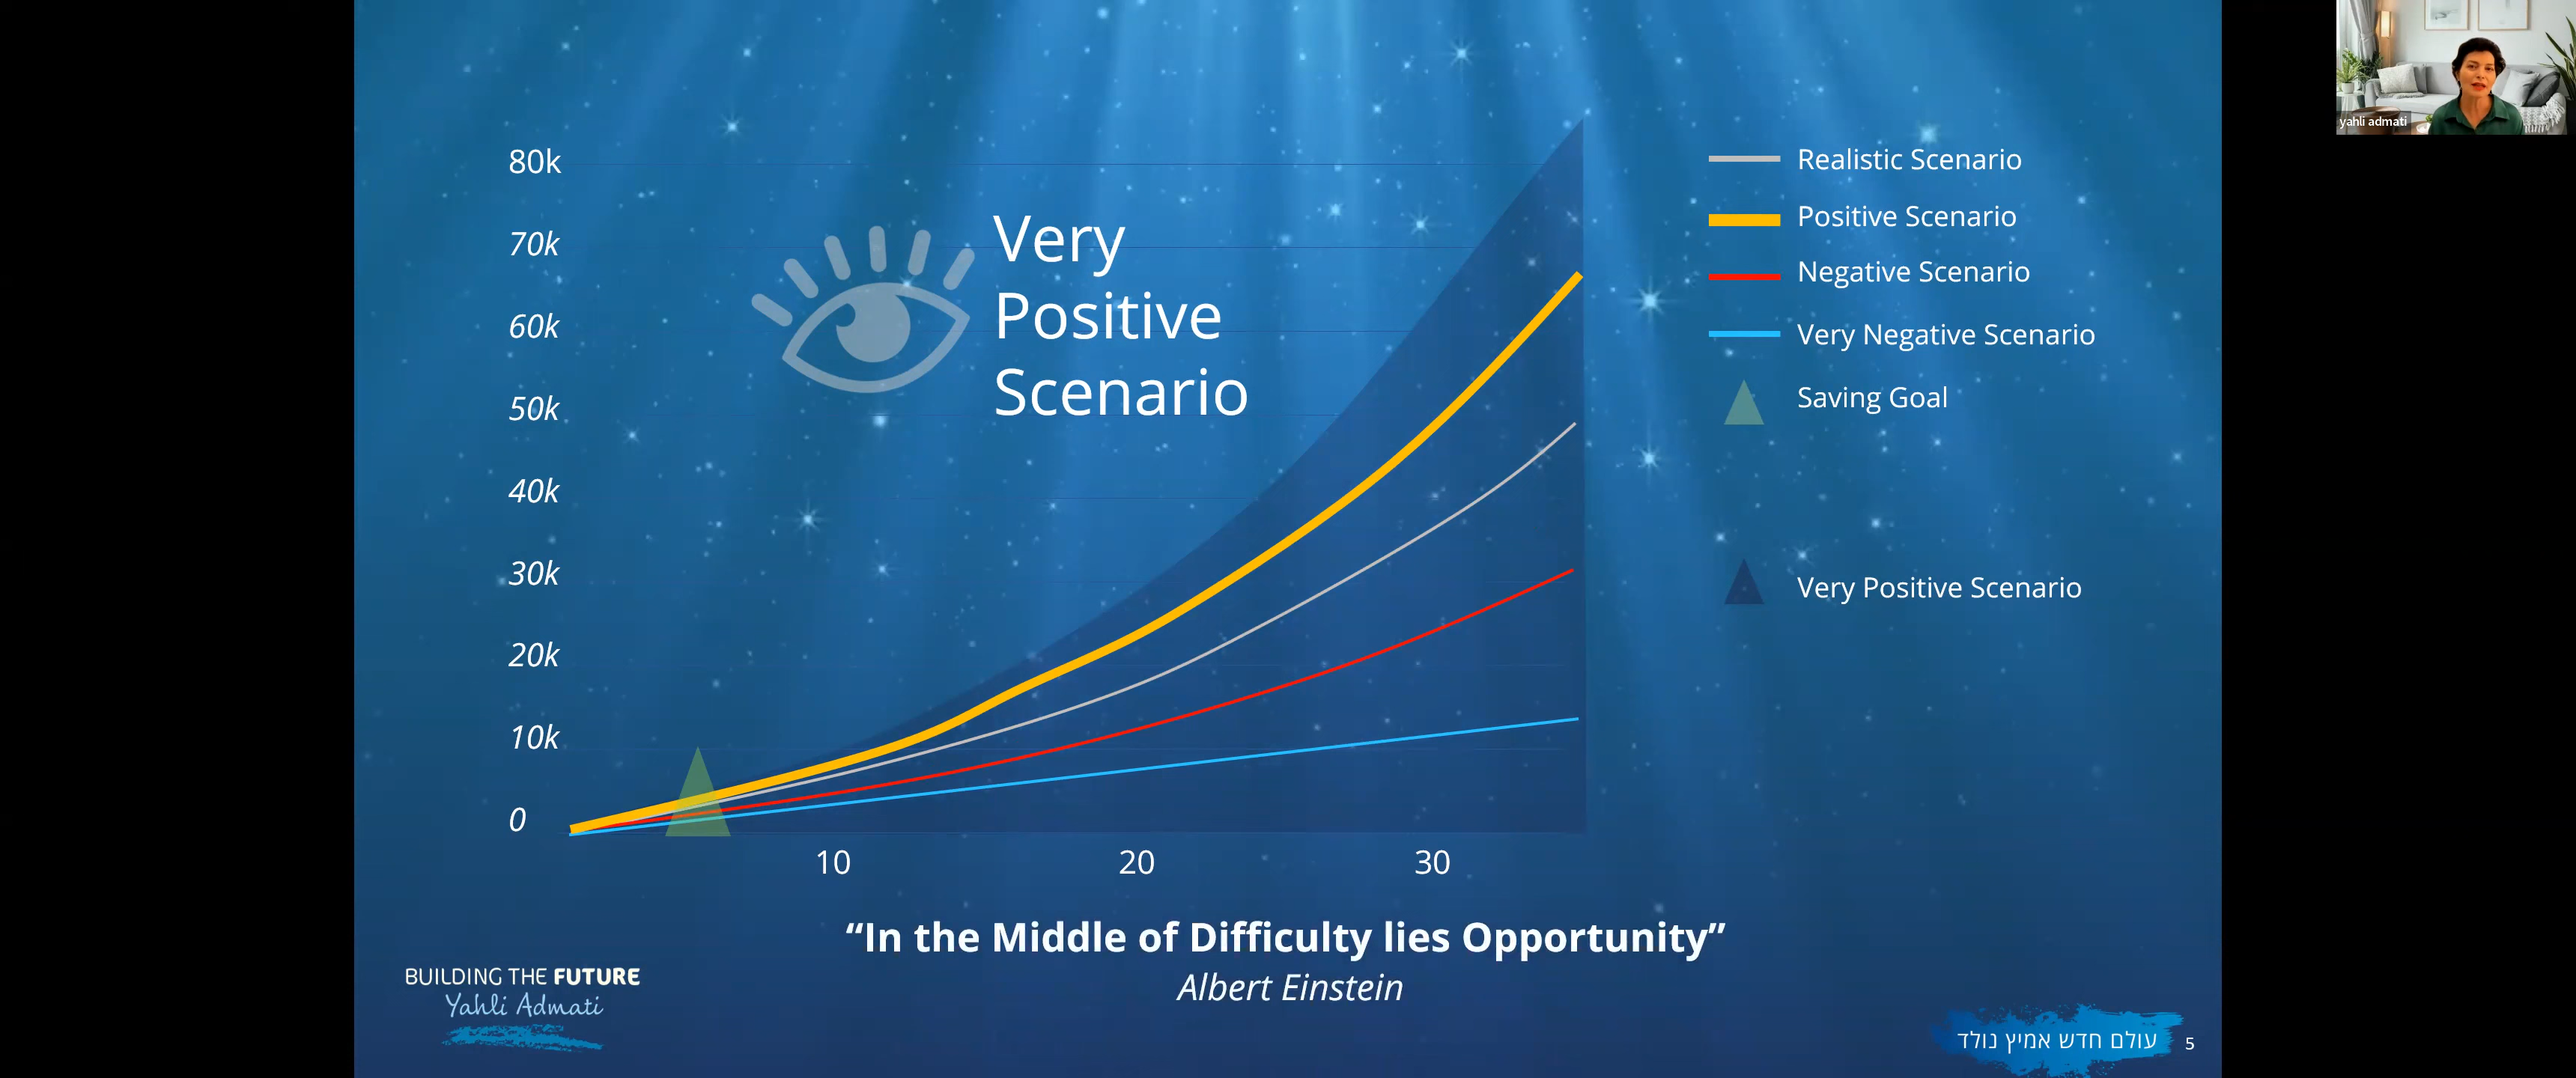 80k
70k
60k
50k
40k
30k
20k
10k
0
10 20 30
Very
Positive
Scenario
Realistic Scenario
Positive Scenario
Negative Scenario
Very Negative Scenario
Saving Goal
Very Positive Scenario
“In the Middle of Difficulty lies Opportunity”
Albert Einstein
BUILDING THE FUTURE
Yahli Admati
עולם חדש אמיץ נולד
5
yahli admati